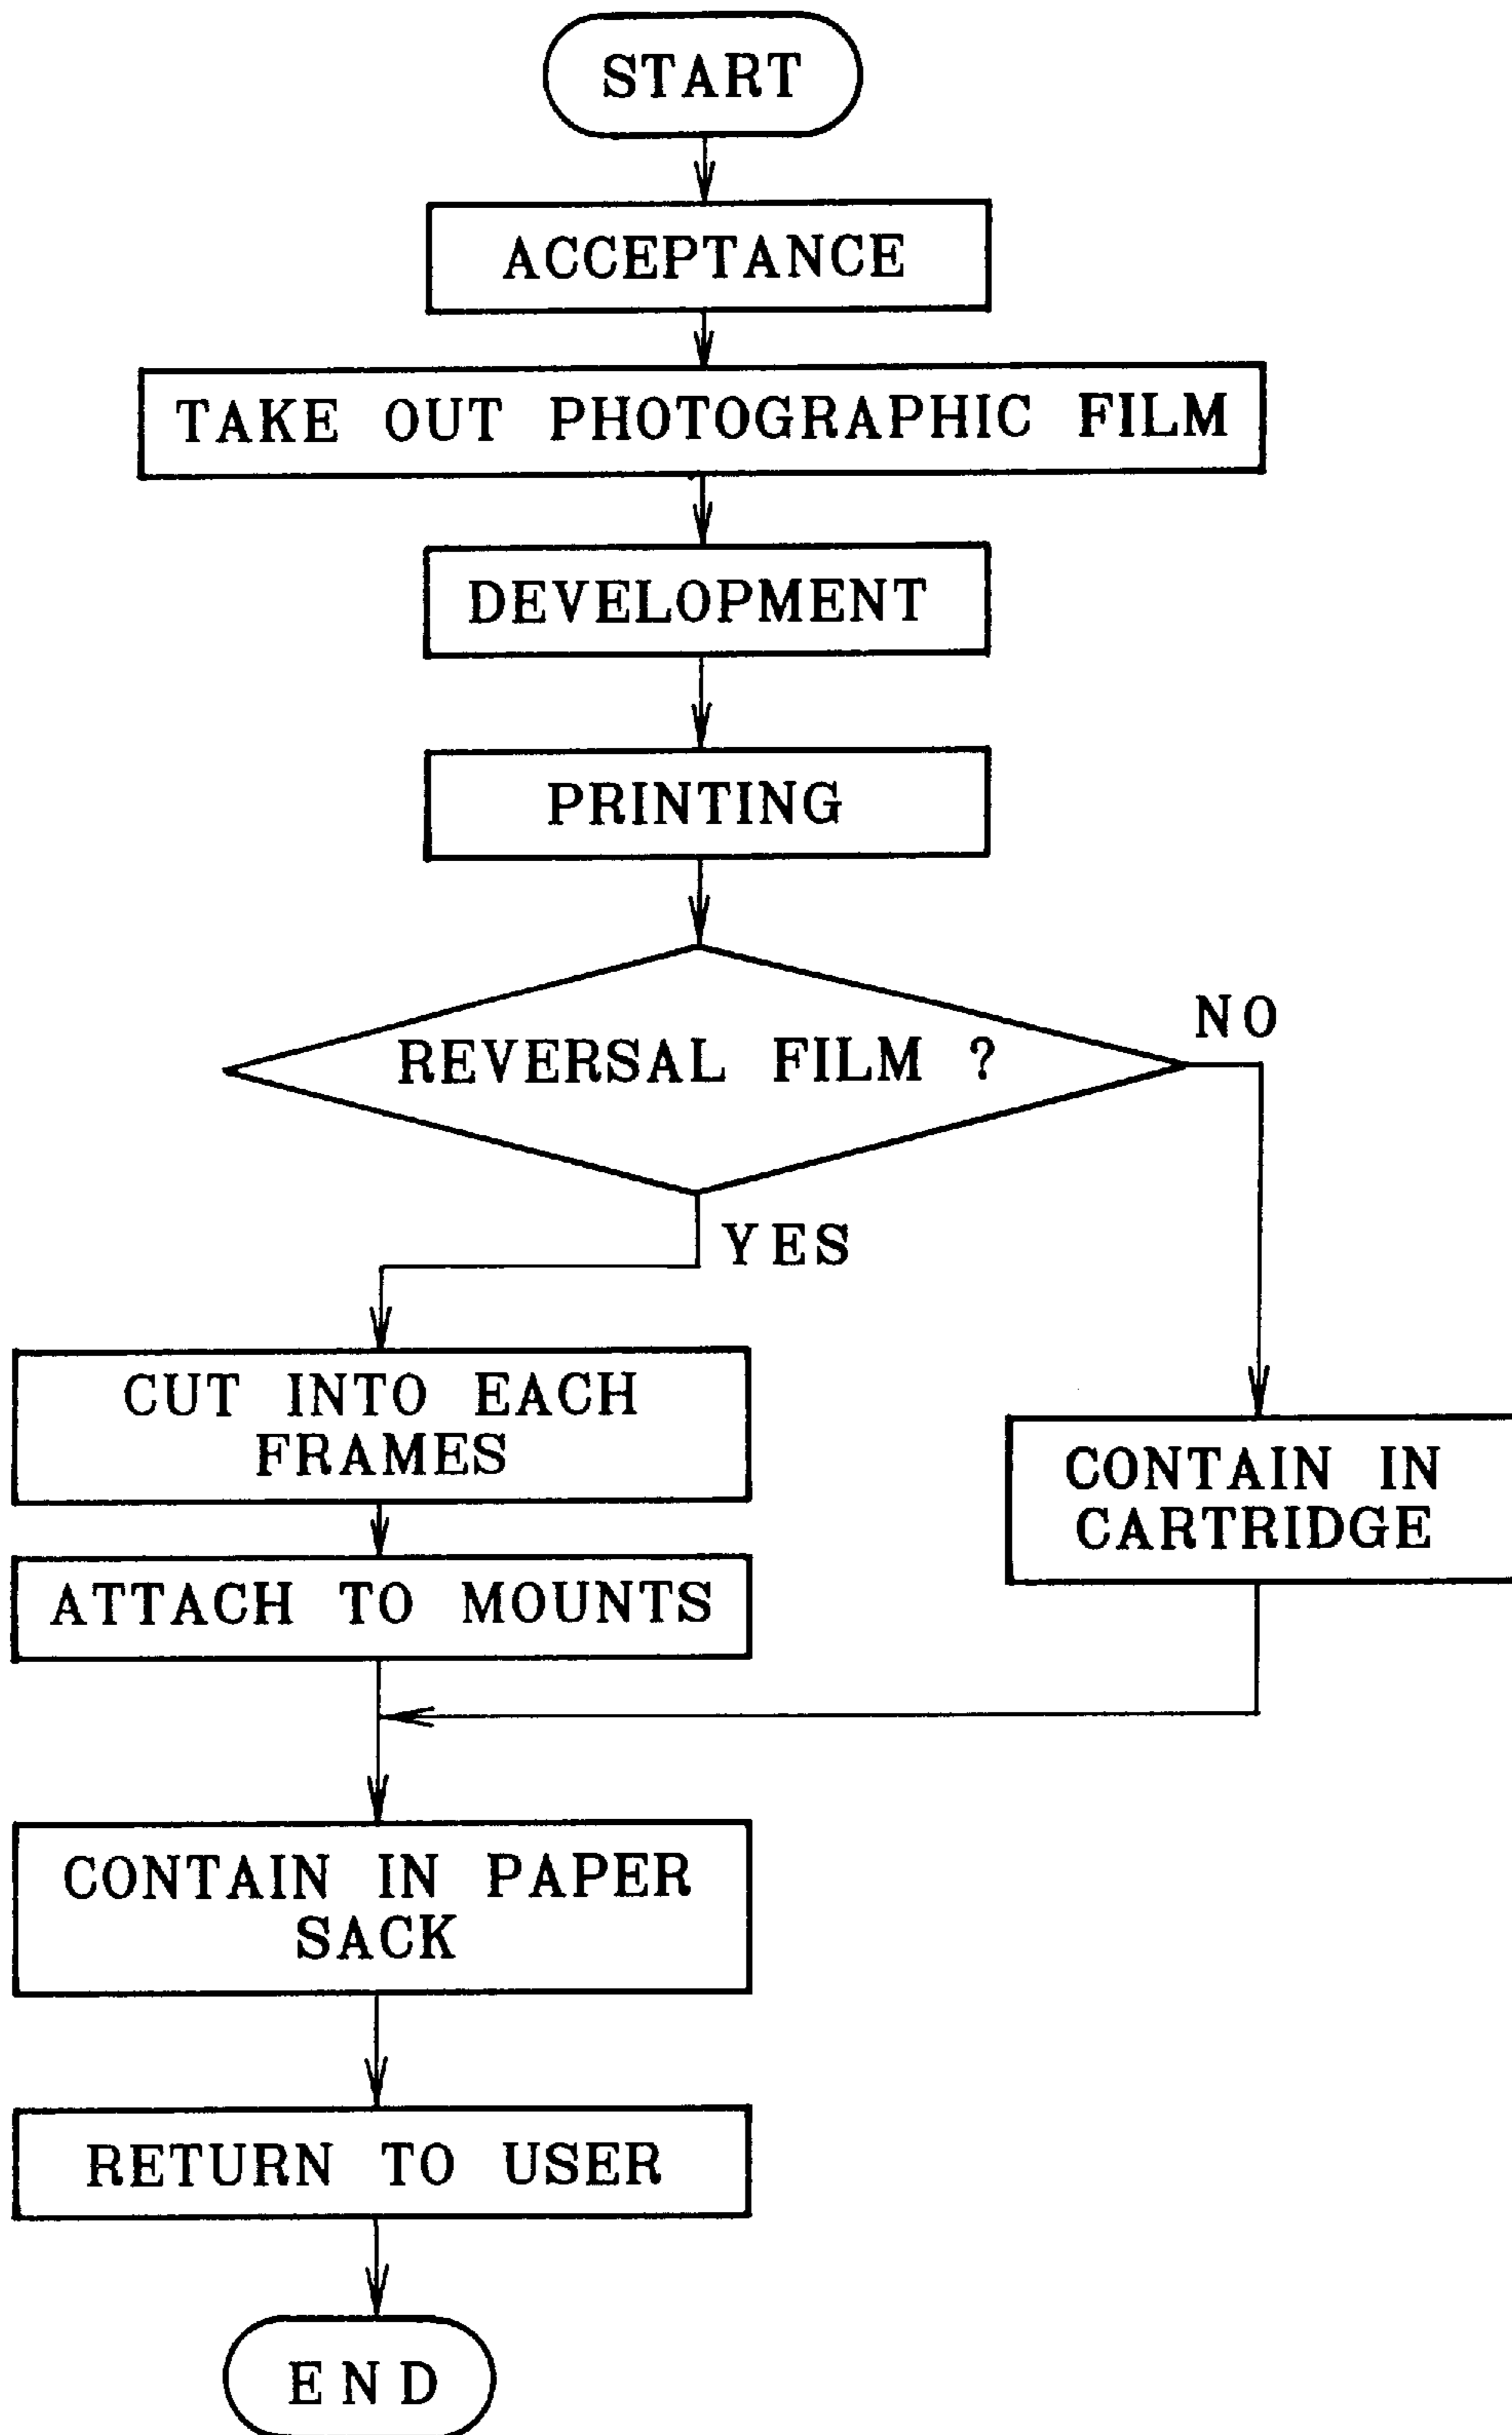 START
ACCEPTANCE
TAKE OUT PHOTOGRAPHIC FILM
DEVELOPMENT
PRINTING
REVERSAL FILM ?
NO
YES
CUT INTO EACH
FRAMES
ATTACH TO MOUNTS
CONTAIN IN
CARTRIDGE
CONTAIN IN PAPER
SACK
RETURN TO USER
END